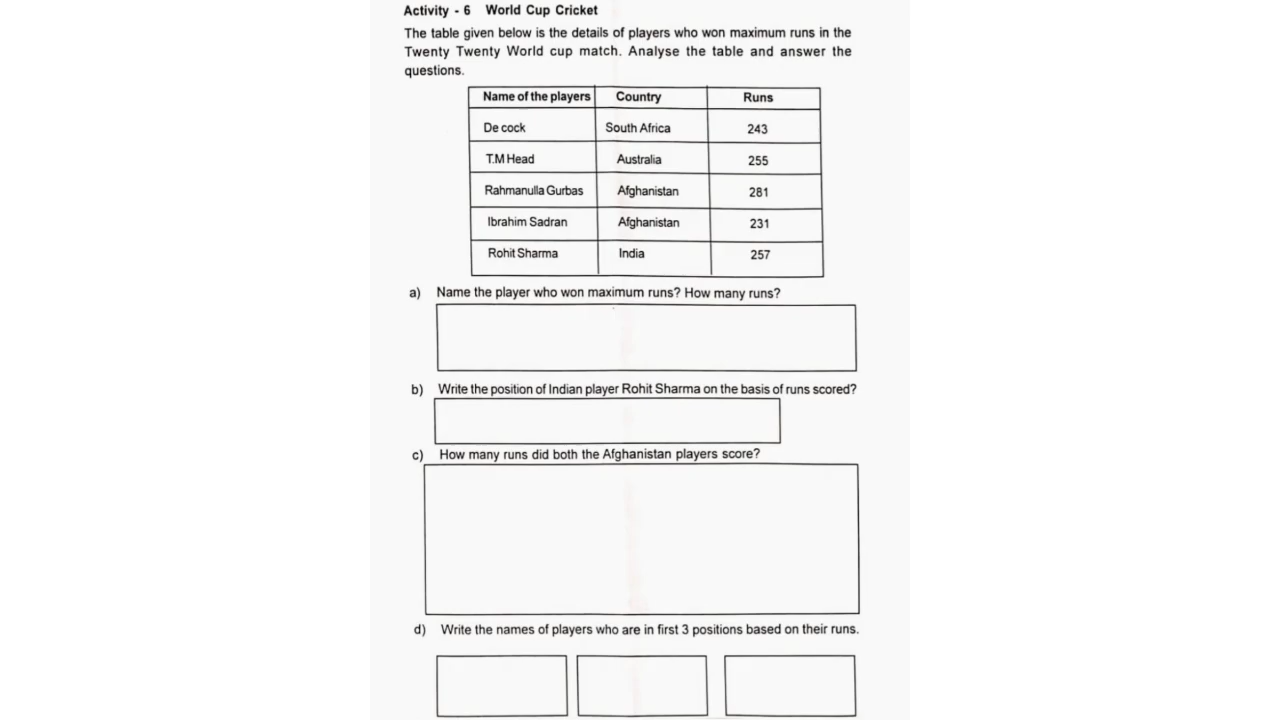 Activity - 6 World Cup Cricket
The table given below is the details of players who won maximum runs in the
Twenty Twenty World cup match. Analyse the table and answer the
questions.
Name of the players Country Runs
De cock South Africa 243
T.M Head Australia 255
Rahmanulla Gurbas Afghanistan 281
Ibrahim Sadran Afghanistan 231
Rohit Sharma India 257
a) Name the player who won maximum runs? How many runs?
b) Write the position of Indian player Rohit Sharma on the basis of runs scored?
c) How many runs did both the Afghanistan players score?
d) Write the names of players who are in first 3 positions based on their runs.